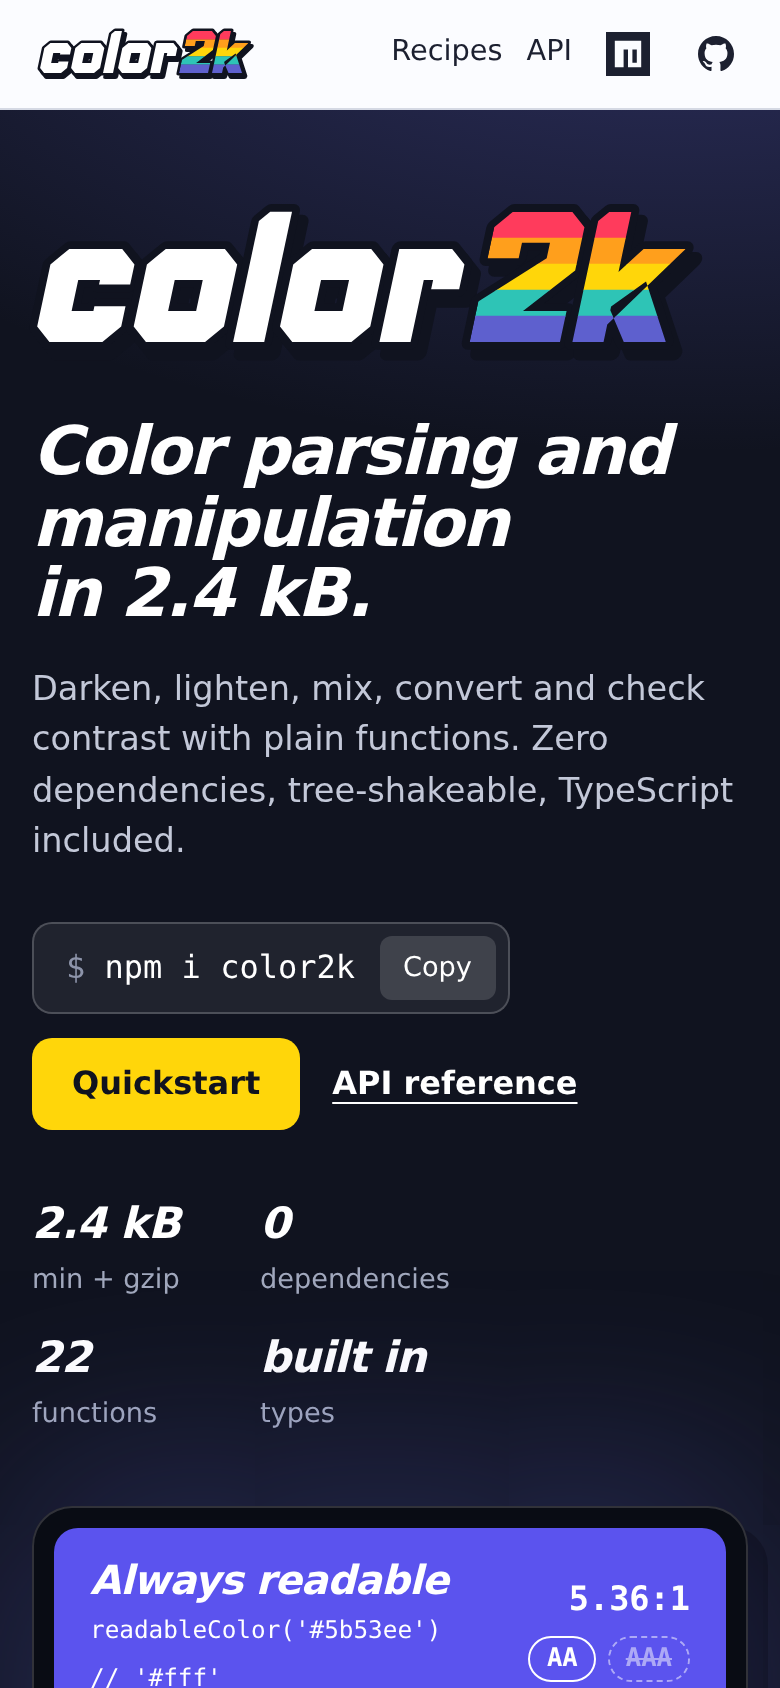 color2k
Recipes API
color2k
Color parsing and
manipulation
in 2.4 kB.
Darken, lighten, mix, convert and check
contrast with plain functions. Zero
dependencies, tree-shakeable, TypeScript
included.
$ npm i color2k Copy
Quickstart API reference
2.4 kB 0
min + gzip dependencies
22 built in
functions types
Always readable
5.36:1
readableColor('#5b53ee')
AA AAA
// '#fff'